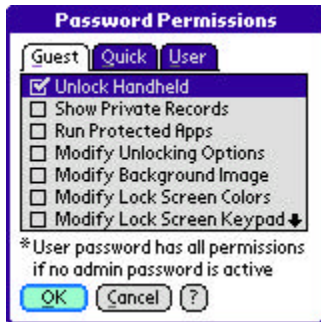 Password Permissions
Guest Quick User
Unlock Handheld
Show Private Records
Run Protected Apps
Modify Unlocking Options
Modify Background Image
Modify Lock Screen Colors
Modify Lock Screen Keypad
*User password has all permissions
if no admin password is active
OK Cancel ?